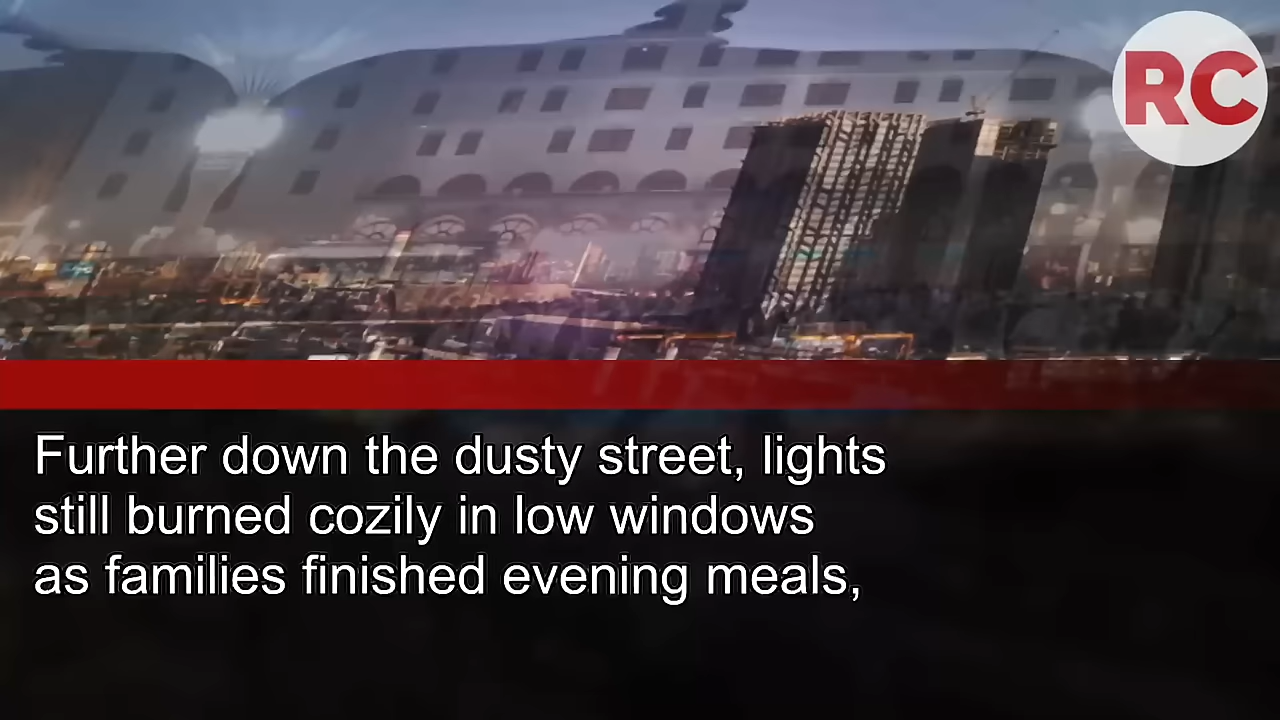 RC
Further down the dusty street, lights
still burned cozily in low windows
as families finished evening meals,